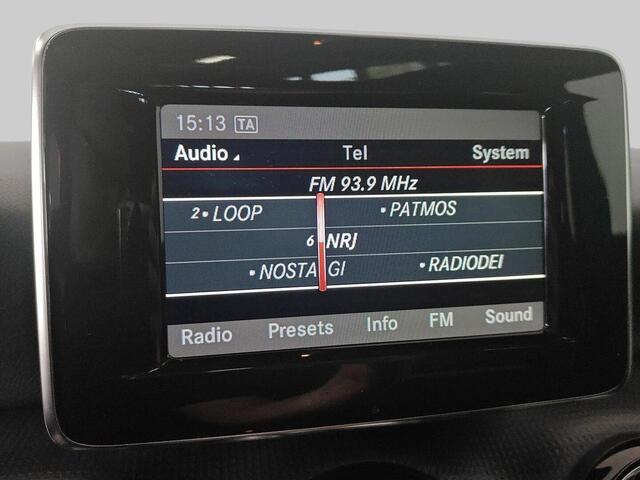 15:13 TA
Audio Tel System
FM 93.9 MHz
2• LOOP • PATMOS
6•NRJ
• NOSTALGI • RADIODEI
Radio Presets Info FM Sound